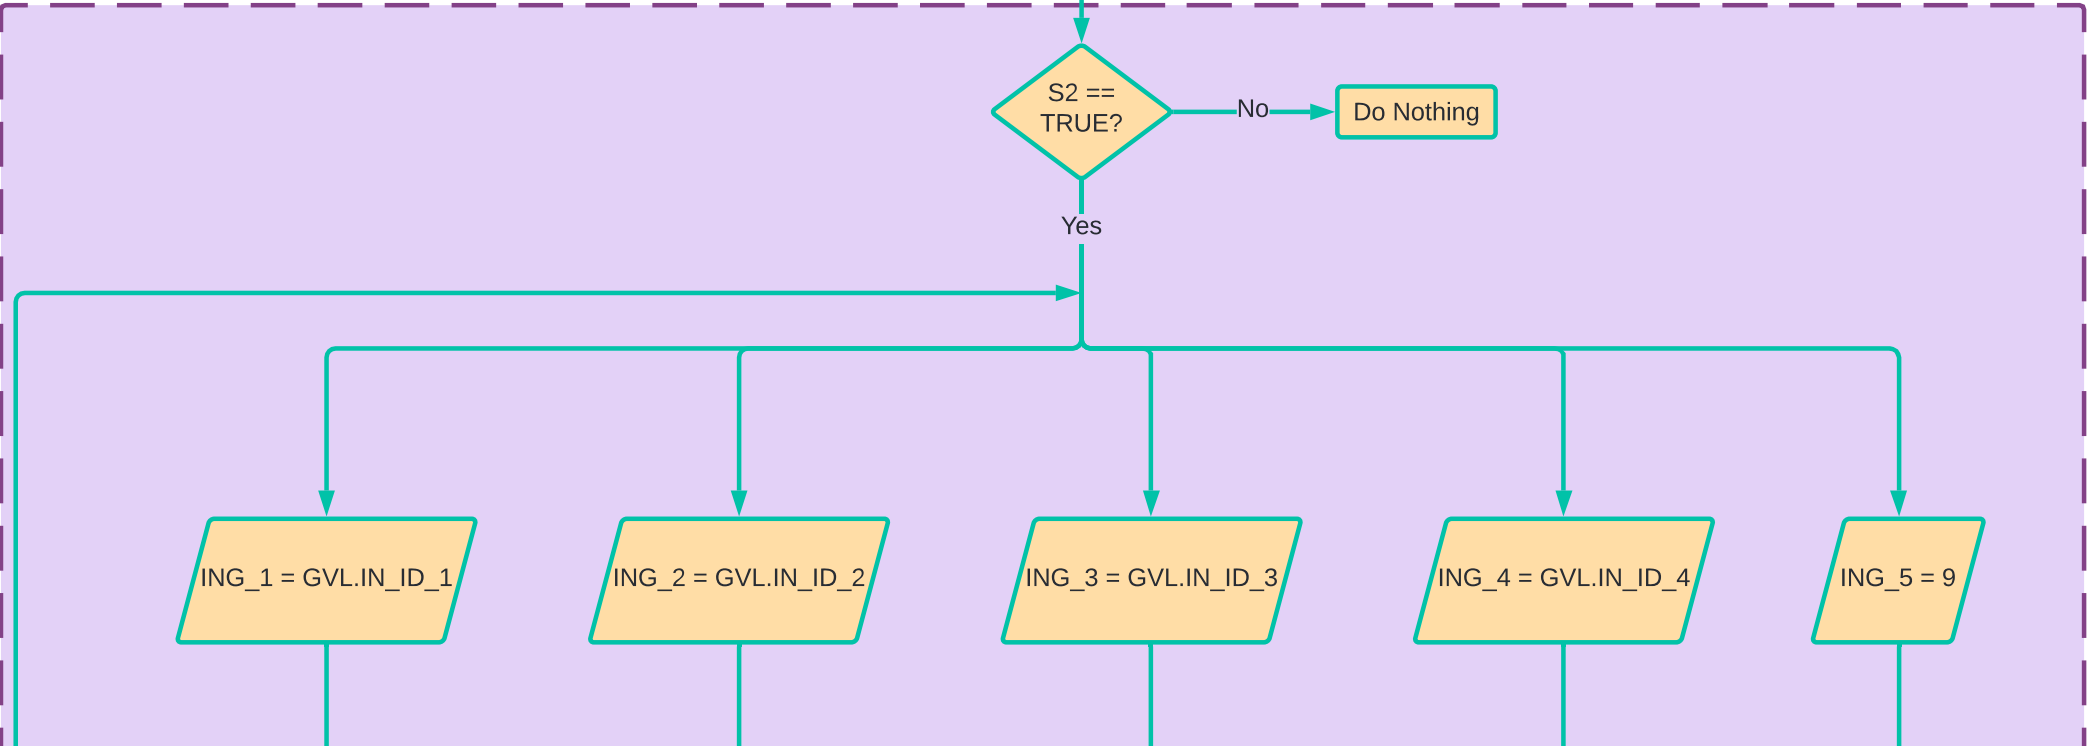 S2 ==
TRUE?
No
Do Nothing
Yes
ING_1 = GVL.IN_ID_1
ING_2 = GVL.IN_ID_2
ING_3 = GVL.IN_ID_3
ING_4 = GVL.IN_ID_4
ING_5 = 9